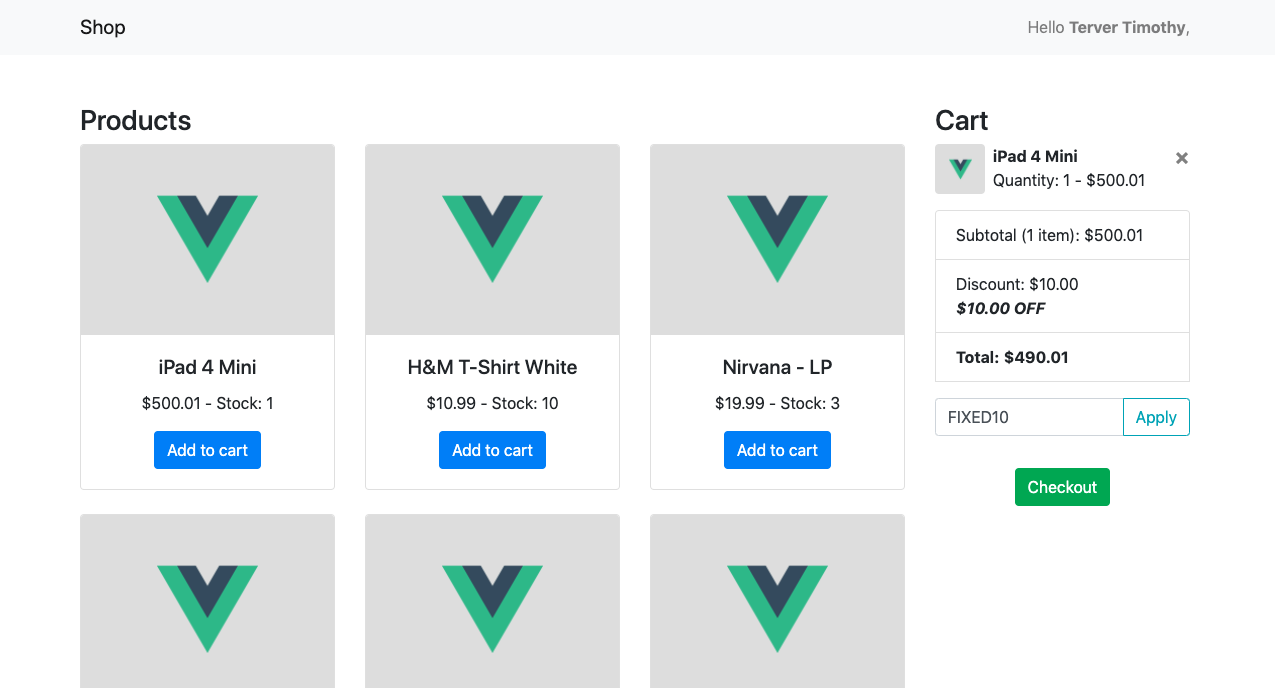 Shop
Hello Terver Timothy,
Products
iPad 4 Mini
$500.01 - Stock: 1
Add to cart
H&M T-Shirt White
$10.99 - Stock: 10
Add to cart
Nirvana - LP
$19.99 - Stock: 3
Add to cart
Cart
iPad 4 Mini
Quantity: 1 - $500.01
×
Subtotal (1 item): $500.01
Discount: $10.00
$10.00 OFF
Total: $490.01
FIXED10
Apply
Checkout